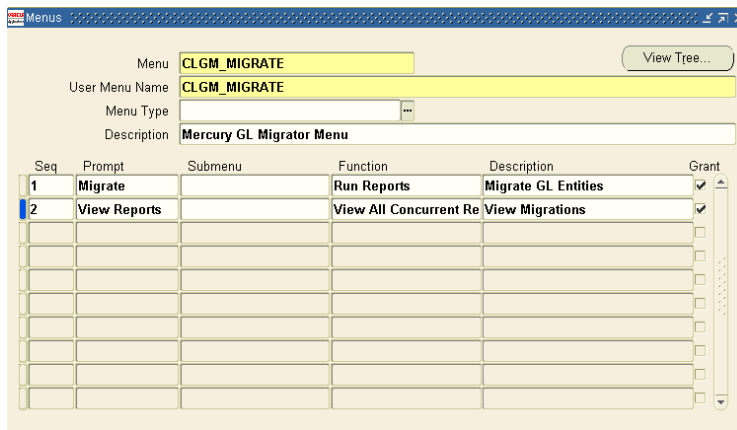 ORACLE Menus
Menu CLGM_MIGRATE View Tree...
User Menu Name CLGM_MIGRATE
Menu Type ...
Description Mercury GL Migrator Menu
Seq Prompt Submenu Function Description Grant
1 Migrate Run Reports Migrate GL Entities
2 View Reports View All Concurrent Re View Migrations